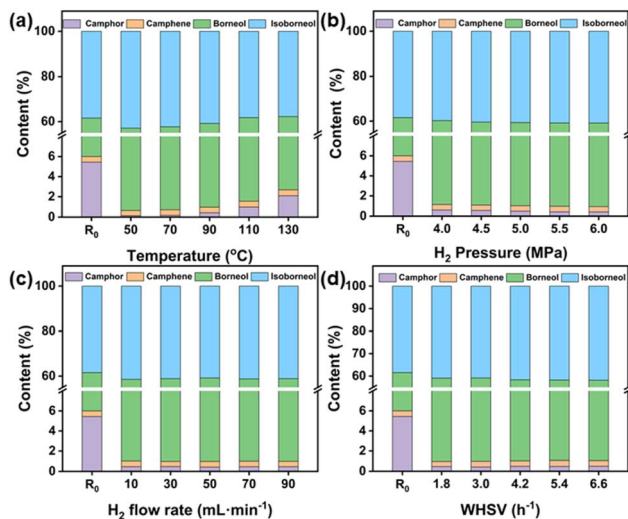 (a)
Camphor Camphene Borneol Isoborneol
Content (%)
100
80
60
6
4
2
0
R₀ 50 70 90 110 130
Temperature (°C)
(b)
Camphor Camphene Borneol Isoborneol
Content (%)
100
80
60
6
4
2
0
R₀ 4.0 4.5 5.0 5.5 6.0
H₂ Pressure (MPa)
(c)
Camphor Camphene Borneol Isoborneol
Content (%)
100
80
60
6
4
2
0
R₀ 10 30 50 70 90
H₂ flow rate (mL·min⁻¹)
(d)
Camphor Camphene Borneol Isoborneol
Content (%)
100
90
80
70
60
6
4
2
0
R₀ 1.8 3.0 4.2 5.4 6.6
WHSV (h⁻¹)